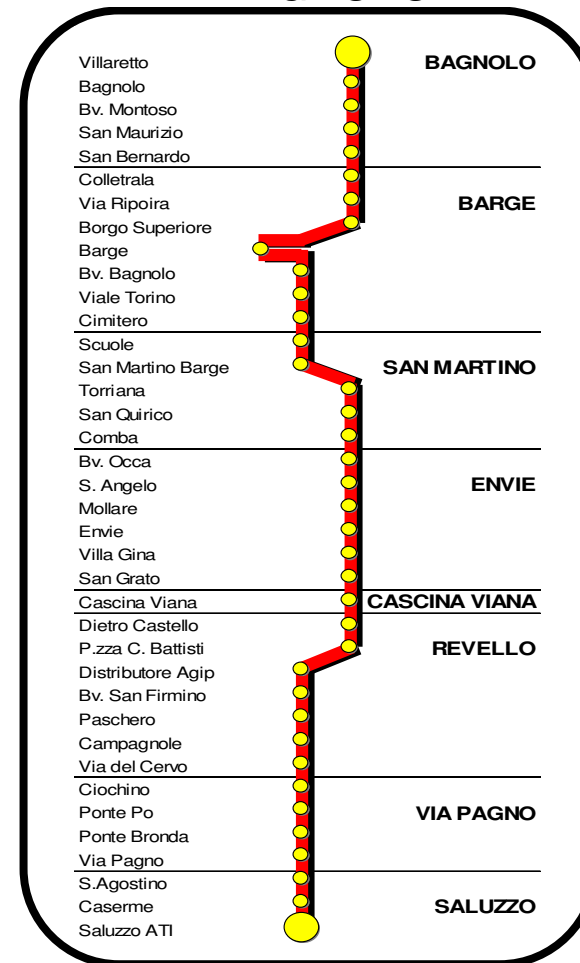 Villaretto BAGNOLO
Bagnolo
Bv. Montoso
San Maurizio
San Bernardo
Colletrala
Via Ripoira BARGE
Borgo Superiore
Barge
Bv. Bagnolo
Viale Torino
Cimitero
Scuole
San Martino Barge SAN MARTINO
Torriana
San Quirico
Comba
Bv. Occa
S. Angelo ENVIE
Mollare
Envie
Villa Gina
San Grato
Cascina Viana CASCINA VIANA
Dietro Castello
P.zza C. Battisti REVELLO
Distributore Agip
Bv. San Firmino
Paschero
Campagnole
Via del Cervo
Ciochino
Ponte Po VIA PAGNO
Ponte Bronda
Via Pagno
S.Agostino
Caserme SALUZZO
Saluzzo ATI